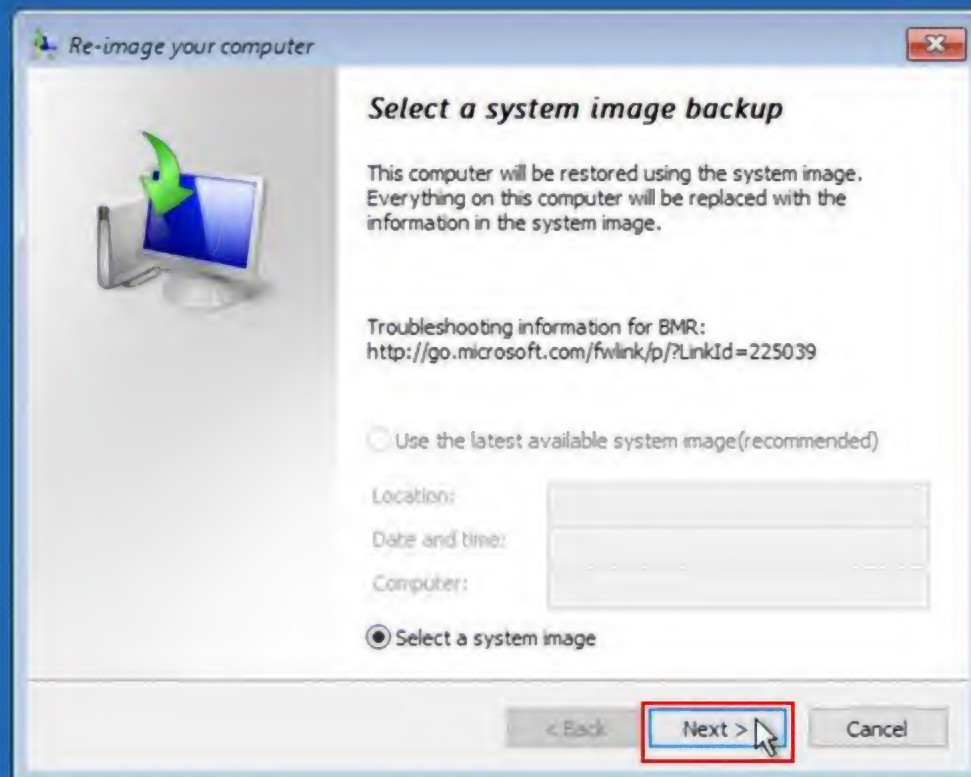 Re-image your computer
Select a system image backup
This computer will be restored using the system image.
Everything on this computer will be replaced with the
information in the system image.
Troubleshooting information for BMR:
http://go.microsoft.com/fwlink/p/?LinkId=225039
Use the latest available system image(recommended)
Location:
Date and time:
Computer:
Select a system image
< Back Next > Cancel